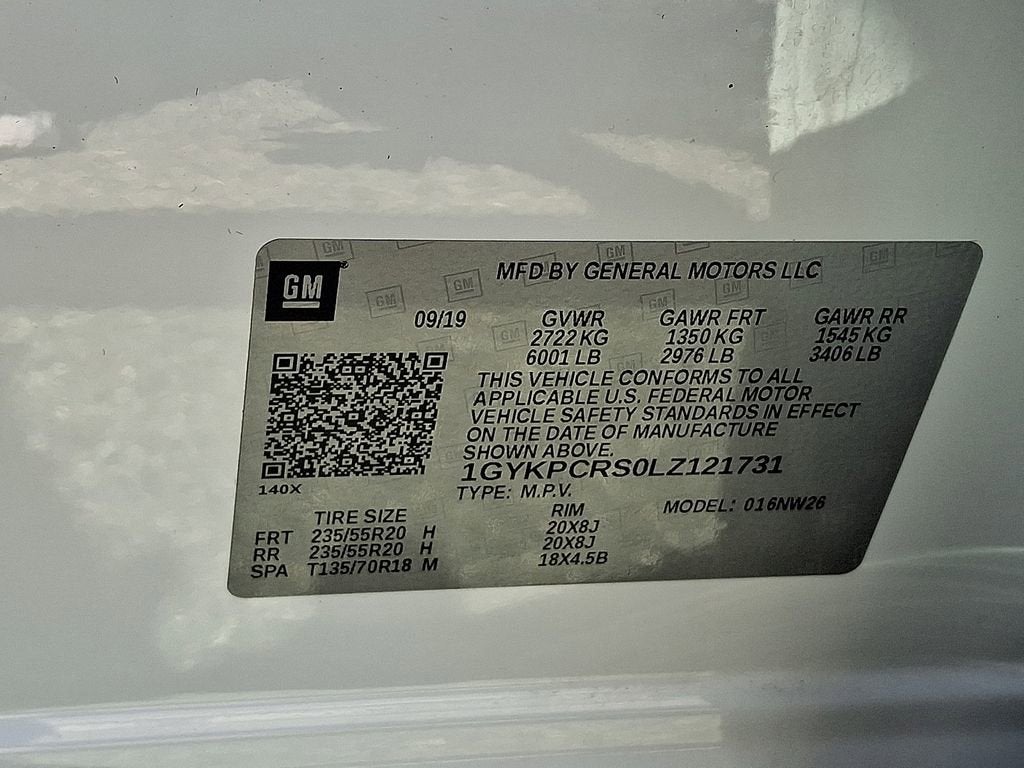 GM
MFD BY GENERAL MOTORS LLC
09/19 GVWR GAWR FRT GAWR RR
2722 KG 1350 KG 1545 KG
6001 LB 2976 LB 3406 LB
THIS VEHICLE CONFORMS TO ALL
APPLICABLE U.S. FEDERAL MOTOR
VEHICLE SAFETY STANDARDS IN EFFECT
ON THE DATE OF MANUFACTURE
SHOWN ABOVE.
1GYKPCRS0LZ121731
140X
TYPE: M.P.V.
MODEL: 016NW26
TIRE SIZE RIM
FRT 235/55R20 H 20X8J
RR 235/55R20 H 20X8J
SPA T135/70R18 M 18X4.5B